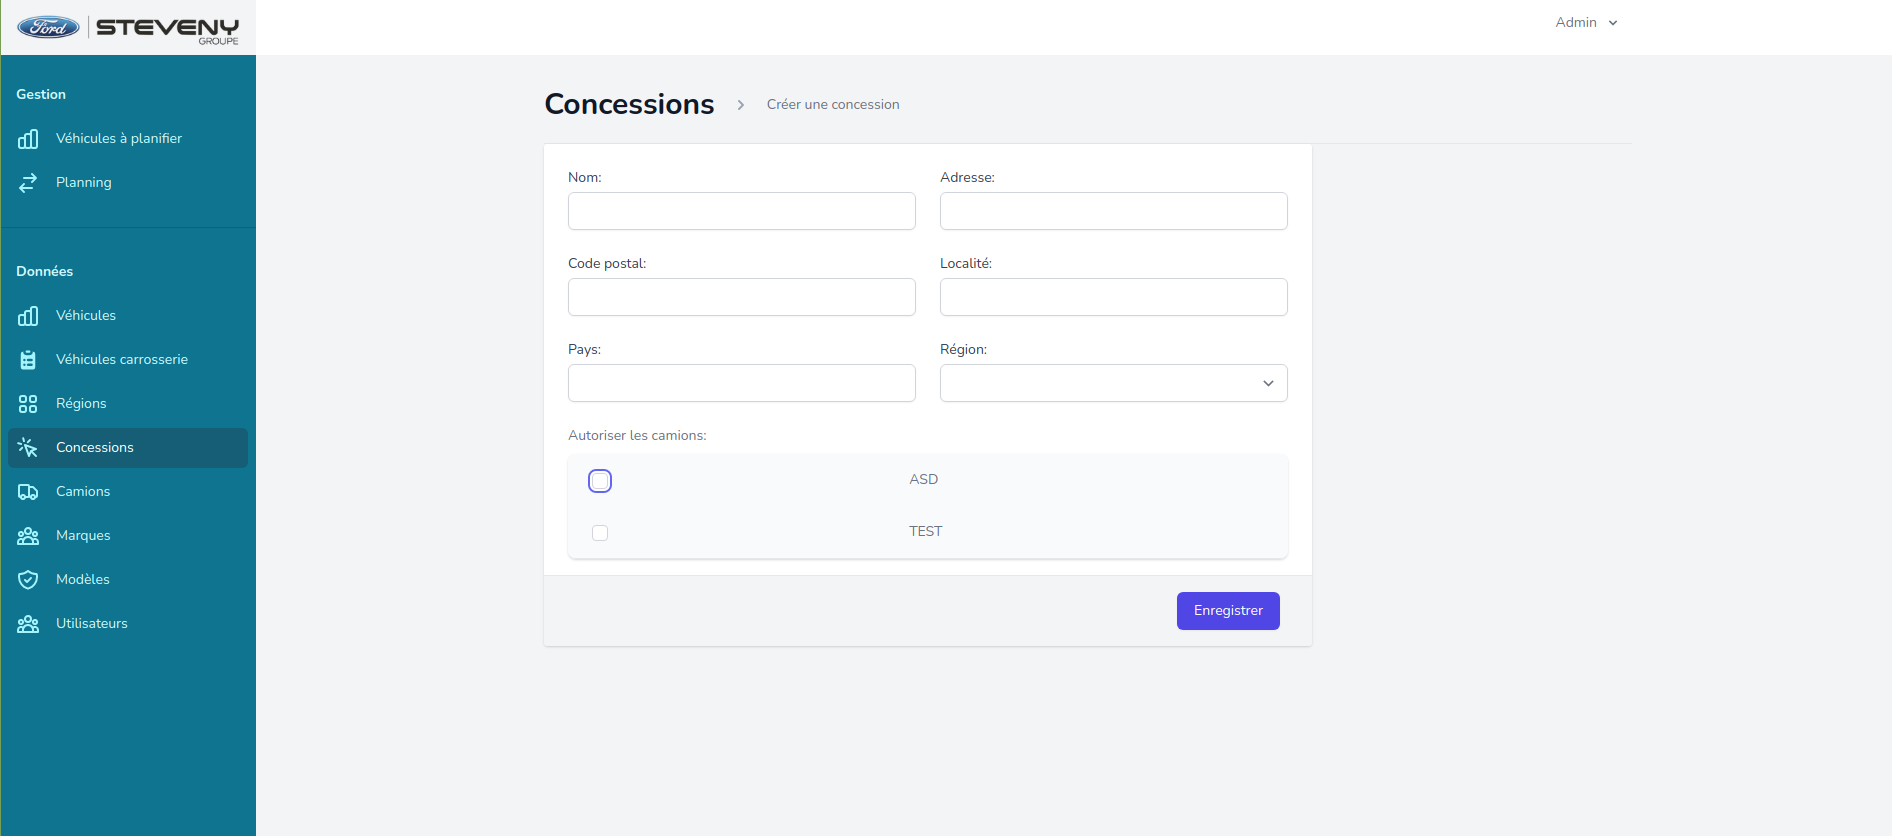 Ford
STEVENY
GROUPE
Admin
Gestion
Véhicules à planifier
Planning
Données
Véhicules
Véhicules carrosserie
Régions
Concessions
Camions
Marques
Modèles
Utilisateurs
Concessions
Créer une concession
Nom:
Adresse:
Code postal:
Localité:
Pays:
Région:
Autoriser les camions:
ASD
TEST
Enregistrer